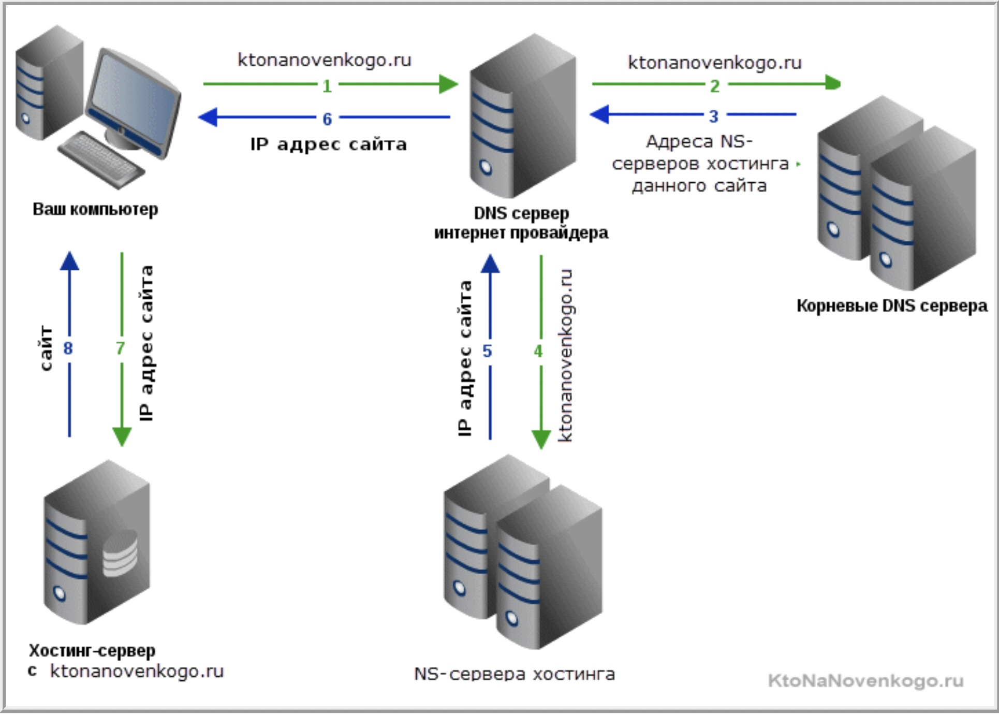 ktonanovenkogo.ru
1
6
IP адрес сайта
ktonanovenkogo.ru
2
3
Адреса NS-
серверов хостинга
данного сайта
Ваш компьютер
DNS сервер
интернет провайдера
Корневые DNS сервера
сайт
8
7
IP адрес сайта
IP адрес сайта
5
4
ktonanovenkogo.ru
Хостинг-сервер
с ktonanovenkogo.ru
NS-сервера хостинга
KtoNaNovenkogo.ru